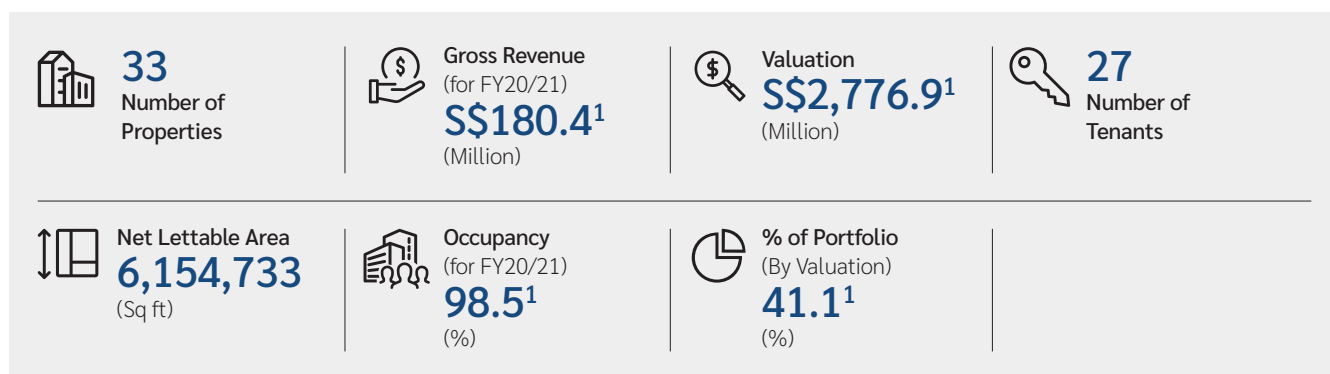 33
Number of
Properties
Gross Revenue
(for FY20/21)
S$180.4¹
(Million)
Valuation
S$2,776.9¹
(Million)
27
Number of
Tenants
Net Lettable Area
6,154,733
(Sq ft)
Occupancy
(for FY20/21)
98.5¹
(%)
% of Portfolio
(By Valuation)
41.1¹
(%)